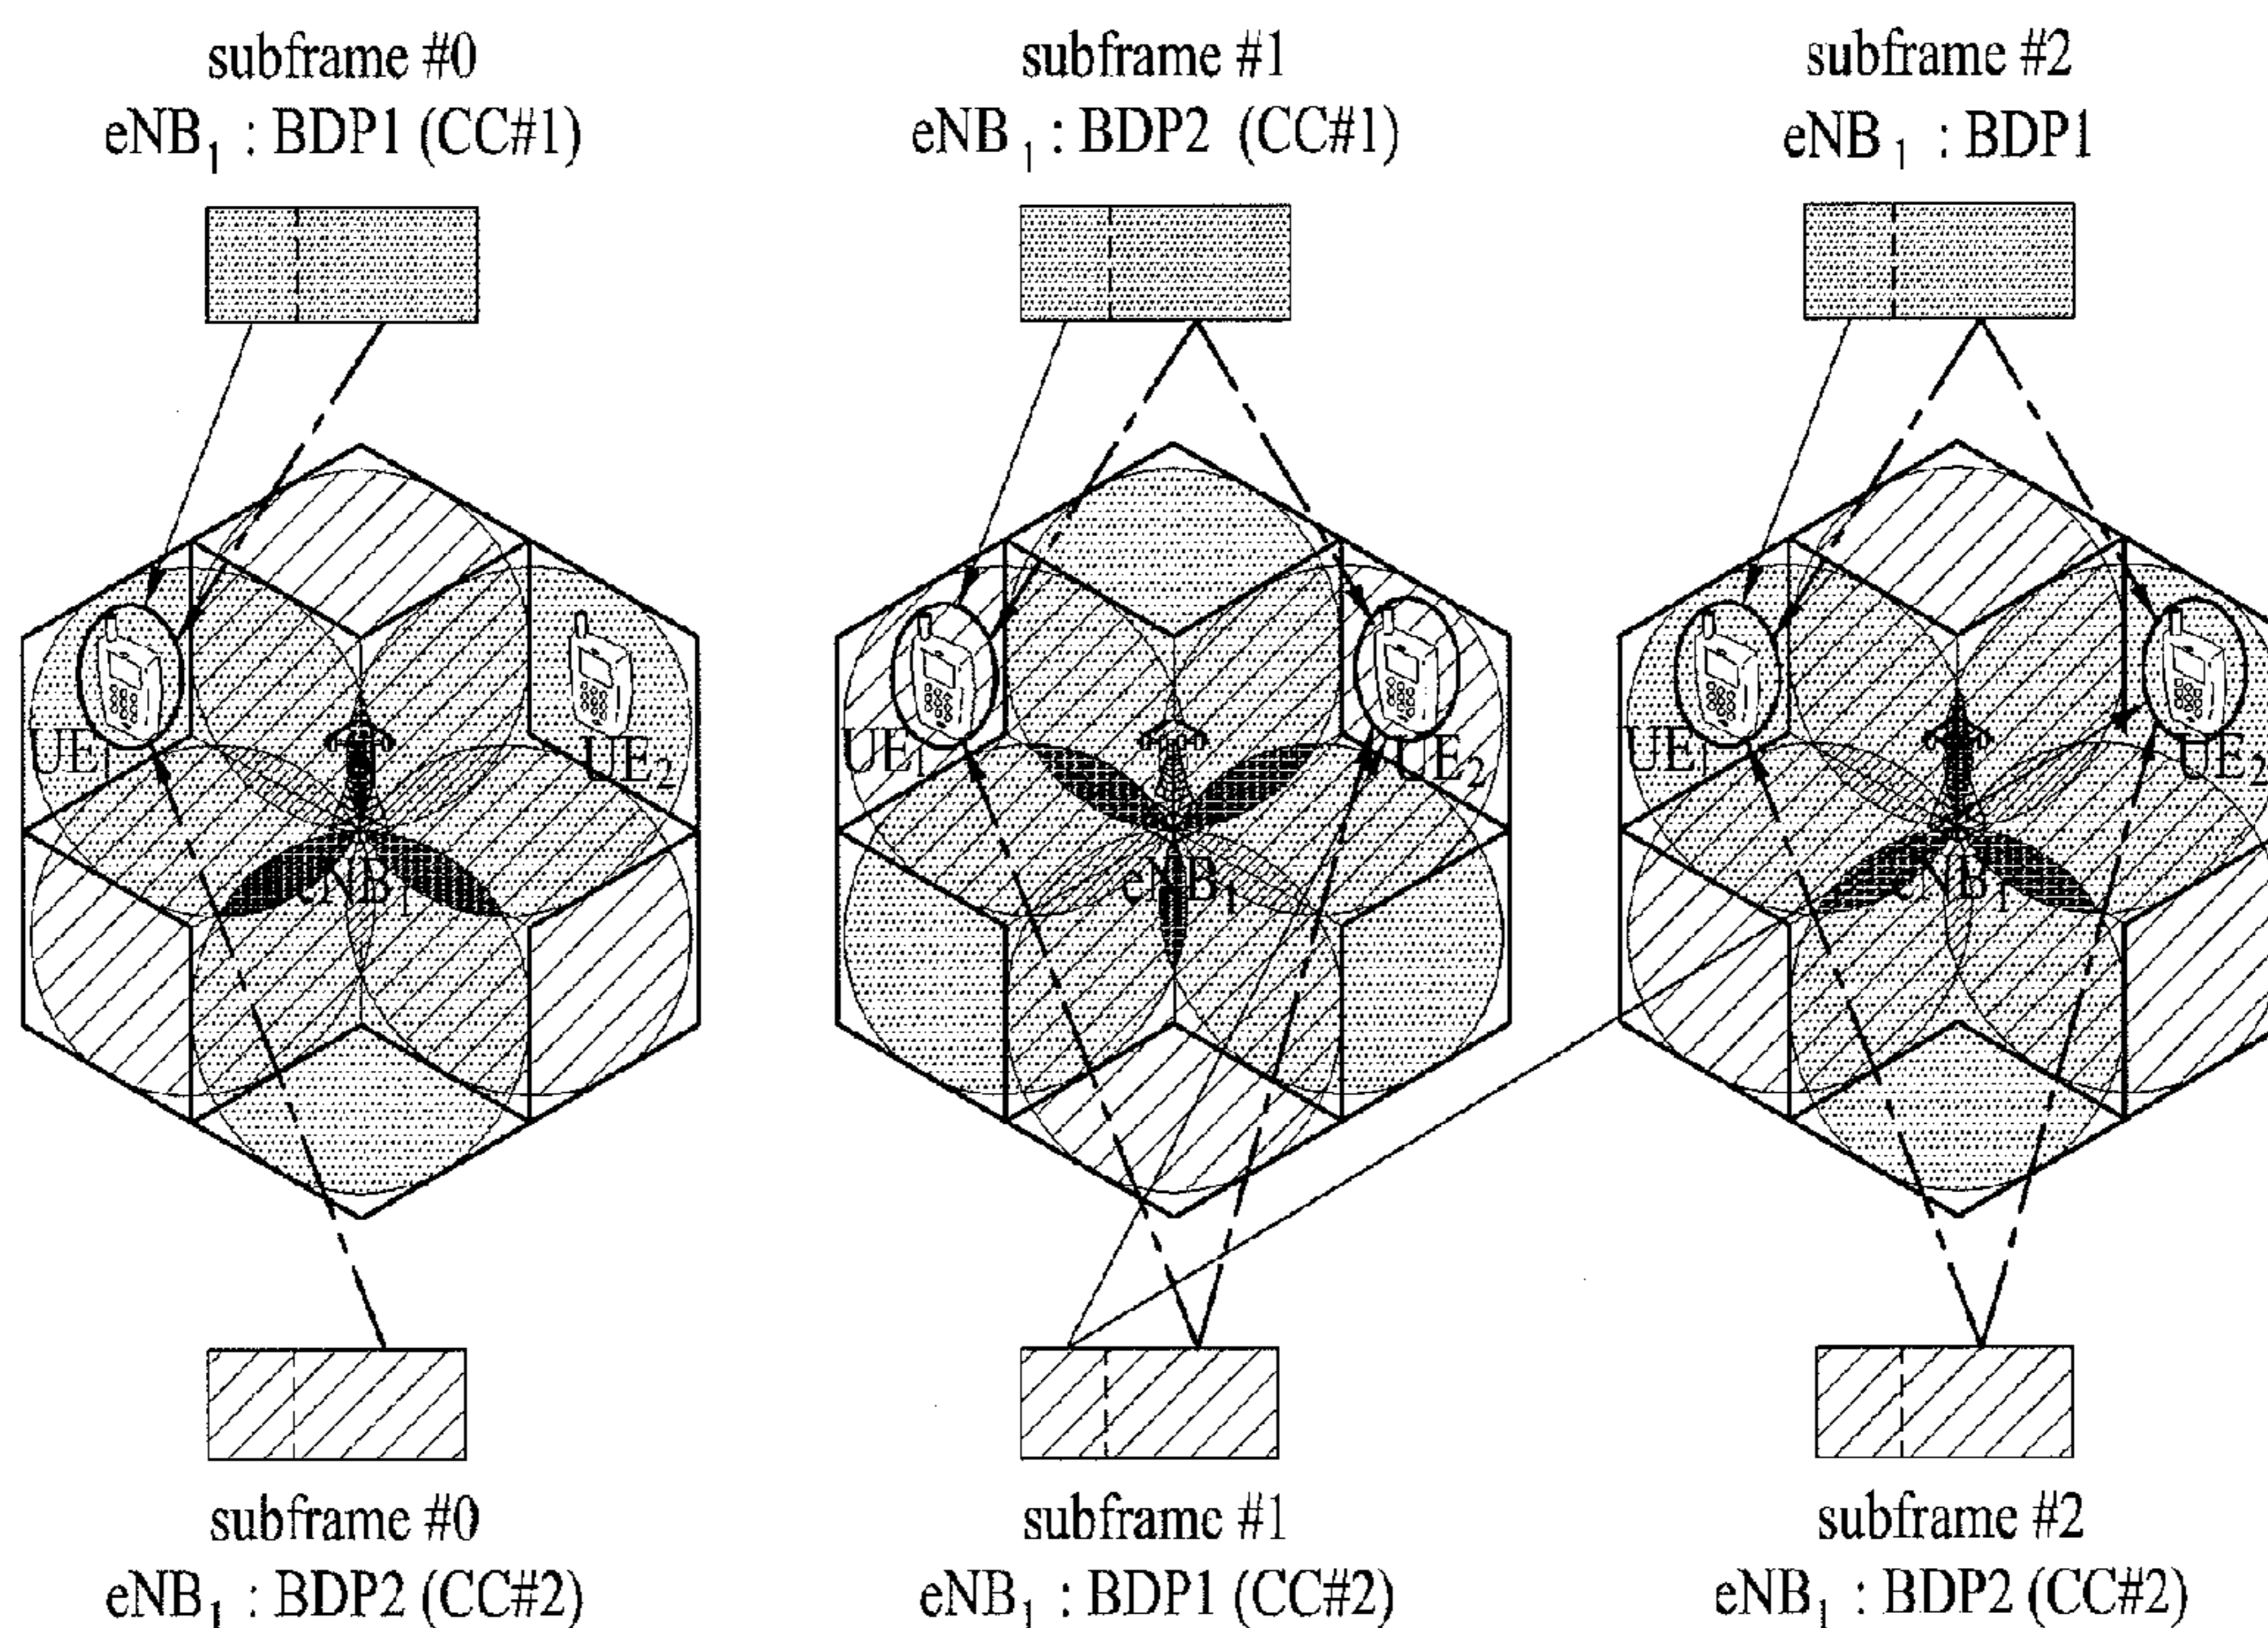 subframe #0
eNB1 : BDP1 (CC#1)
subframe #1
eNB1 : BDP2 (CC#1)
subframe #2
eNB1 : BDP1
UE1
UE2
eNB1
UE1
UE2
eNB1
UE1
UE2
eNB1
subframe #0
eNB1 : BDP2 (CC#2)
subframe #1
eNB1 : BDP1 (CC#2)
subframe #2
eNB1 : BDP2 (CC#2)